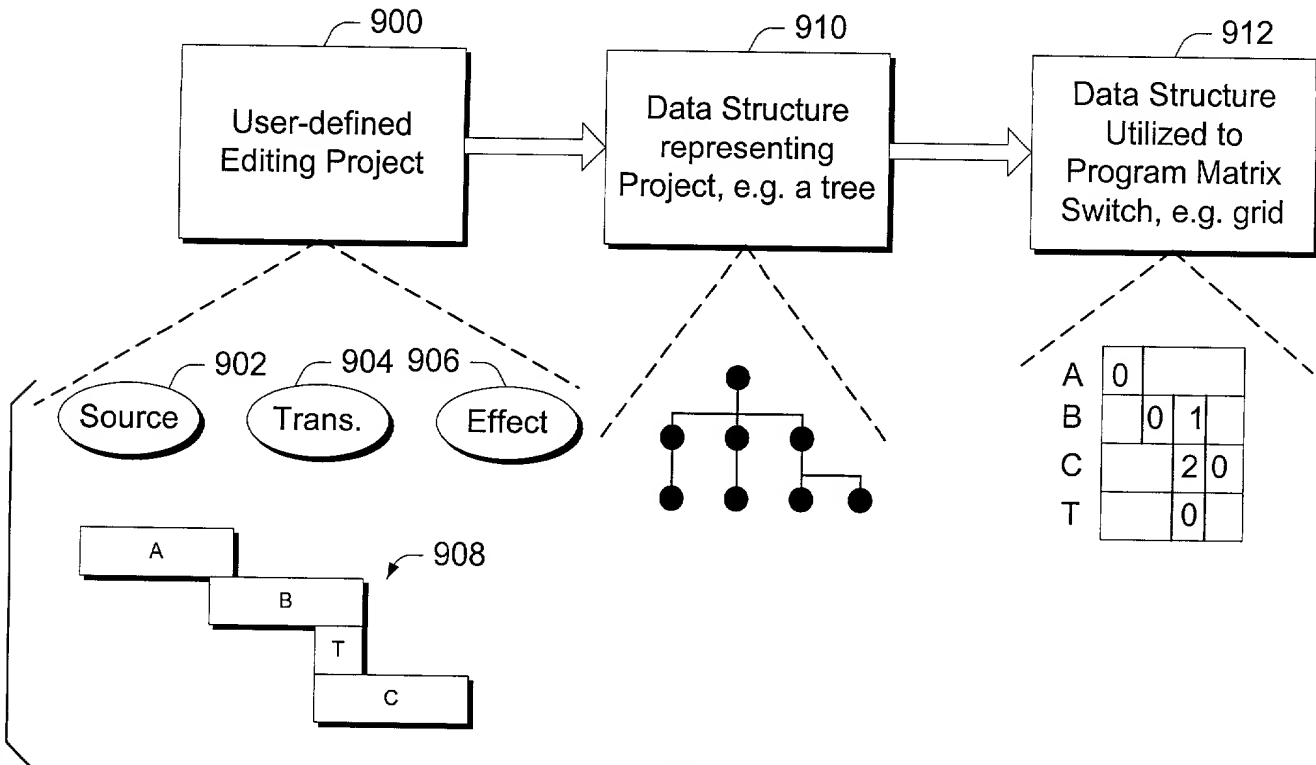 900
910
912
User-defined
Editing Project
Data Structure
representing
Project, e.g. a tree
Data Structure
Utilized to
Program Matrix
Switch, e.g. grid
902
904
906
Source
Trans.
Effect
A 0
B 0 1
C 2 0
T 0
A
908
B
T
C